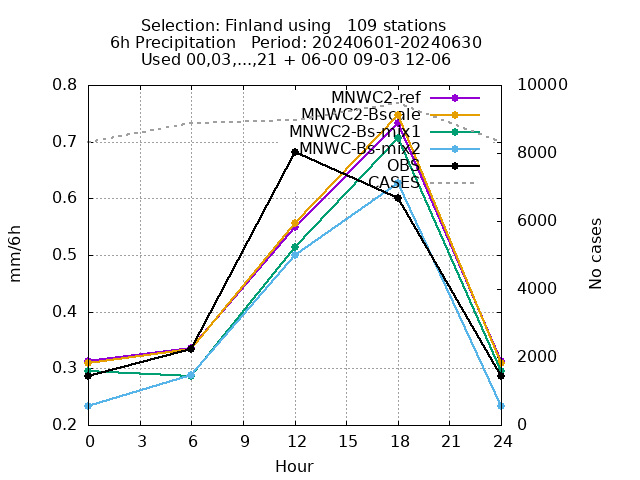 Selection: Finland using   109 stations
6h Precipitation   Period: 20240601-20240630
Used 00,03,...,21 + 06-00 09-03 12-06
0.8
0.7
0.6
0.5
0.4
0.3
0.2
mm/6h
10000
8000
6000
4000
2000
0
No cases
MNWC2-ref
MNWC2-Bscale
MNWC2-Bs-mix1
MNWC-Bs-mix2
OBS
CASES
0 3 6 9 12 15 18 21 24
Hour